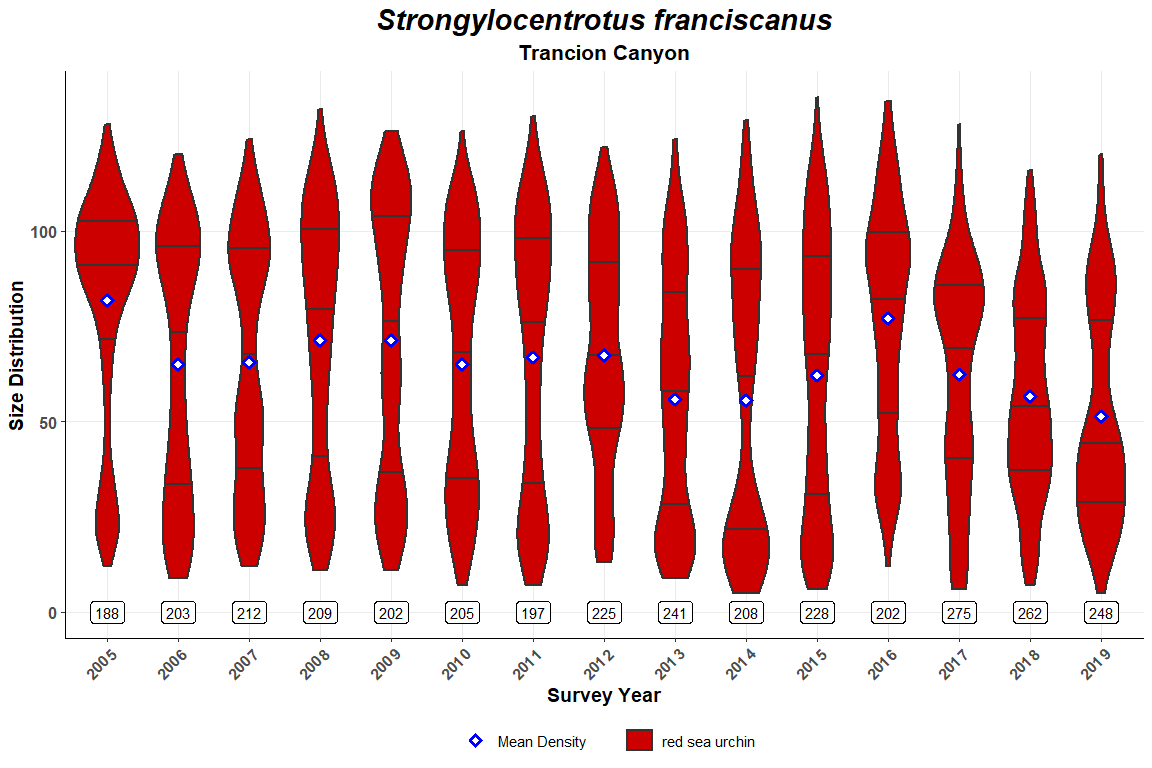 Strongylocentrotus franciscanus
Trancion Canyon
Size Distribution
100
50
0
188 203 212 209 202 205 197 225 241 208 228 202 275 262 248
2005 2006 2007 2008 2009 2010 2011 2012 2013 2014 2015 2016 2017 2018 2019
Survey Year
Mean Density red sea urchin